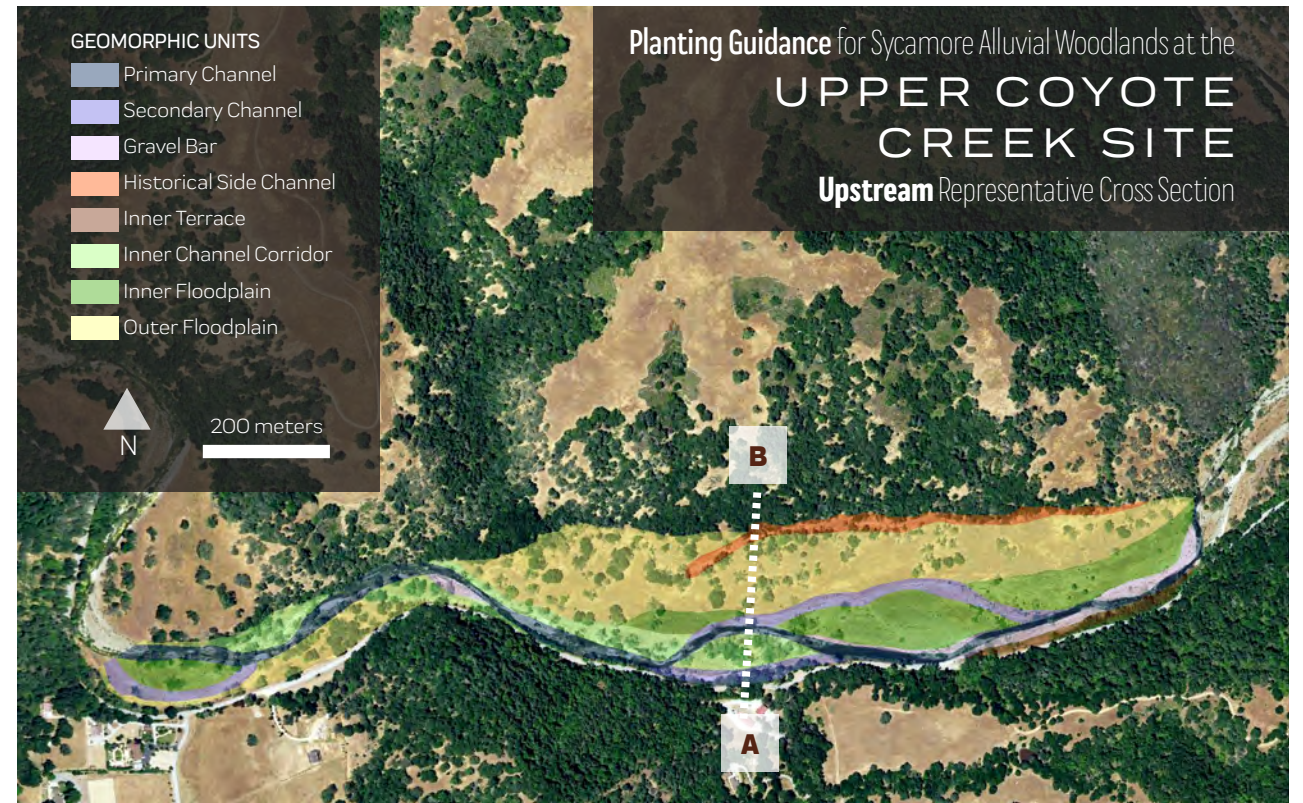 GEOMORPHIC UNITS
Primary Channel
Secondary Channel
Gravel Bar
Historical Side Channel
Inner Terrace
Inner Channel Corridor
Inner Floodplain
Outer Floodplain
N
200 meters
Planting Guidance for Sycamore Alluvial Woodlands at the
UPPER COYOTE
CREEK SITE
Upstream Representative Cross Section
B
A